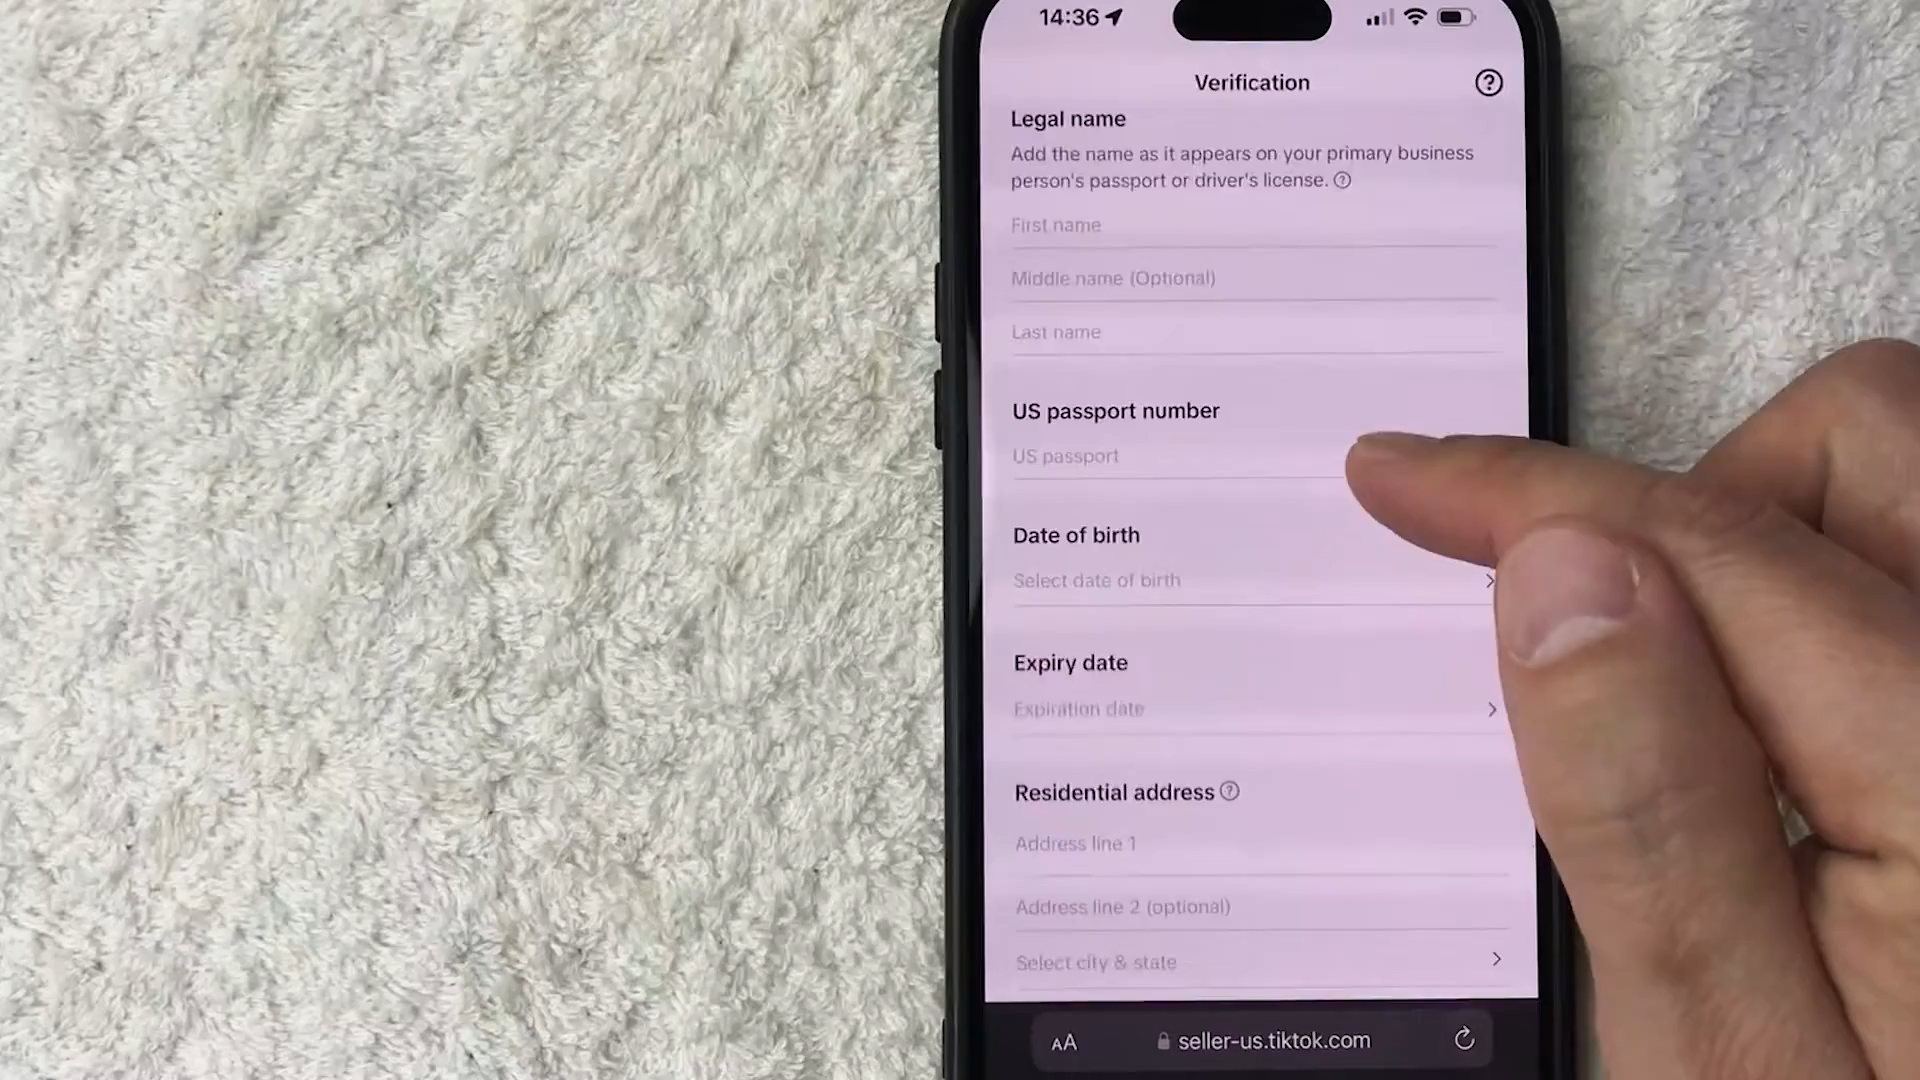 14:36
Verification
Legal name
Add the name as it appears on your primary business
person's passport or driver's license.
First name
Middle name (Optional)
Last name
US passport number
US passport
Date of birth
Select date of birth
Expiry date
Expiration date
Residential address
Address line 1
Address line 2 (optional)
Select city & state
AA seller-us.tiktok.com